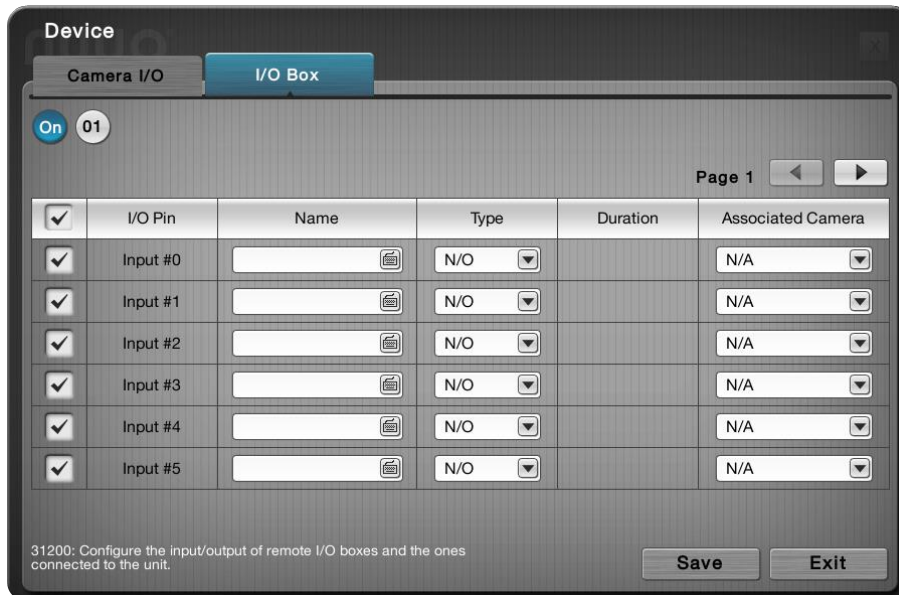 Device
Camera I/O
I/O Box
On 01
Page 1
I/O Pin Name Type Duration Associated Camera
Input #0 N/O N/A
Input #1 N/O N/A
Input #2 N/O N/A
Input #3 N/O N/A
Input #4 N/O N/A
Input #5 N/O N/A
31200: Configure the input/output of remote I/O boxes and the ones
connected to the unit.
Save Exit